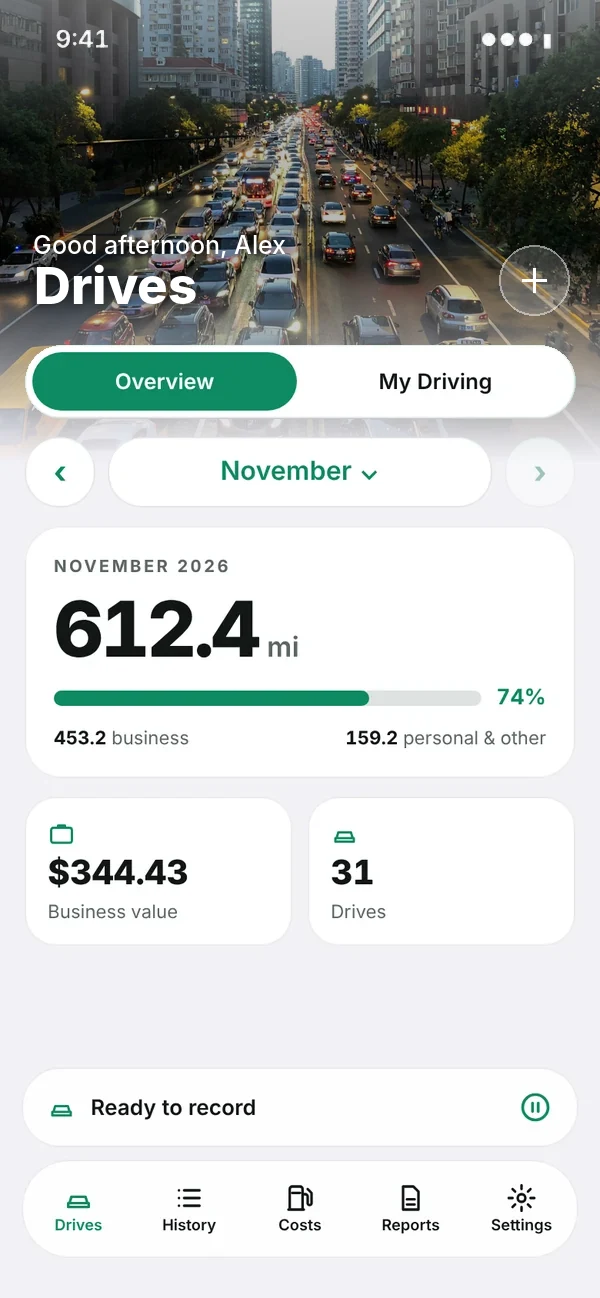 9:41
Good afternoon, Alex
Drives
Overview
My Driving
November
NOVEMBER 2026
612.4 mi
74%
453.2 business
159.2 personal & other
$344.43
Business value
31
Drives
Ready to record
Drives
History
Costs
Reports
Settings